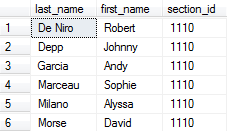 last_name first_name section_id
1 De Niro Robert 1110
2 Depp Johnny 1110
3 Garcia Andy 1110
4 Marceau Sophie 1110
5 Milano Alyssa 1110
6 Morse David 1110